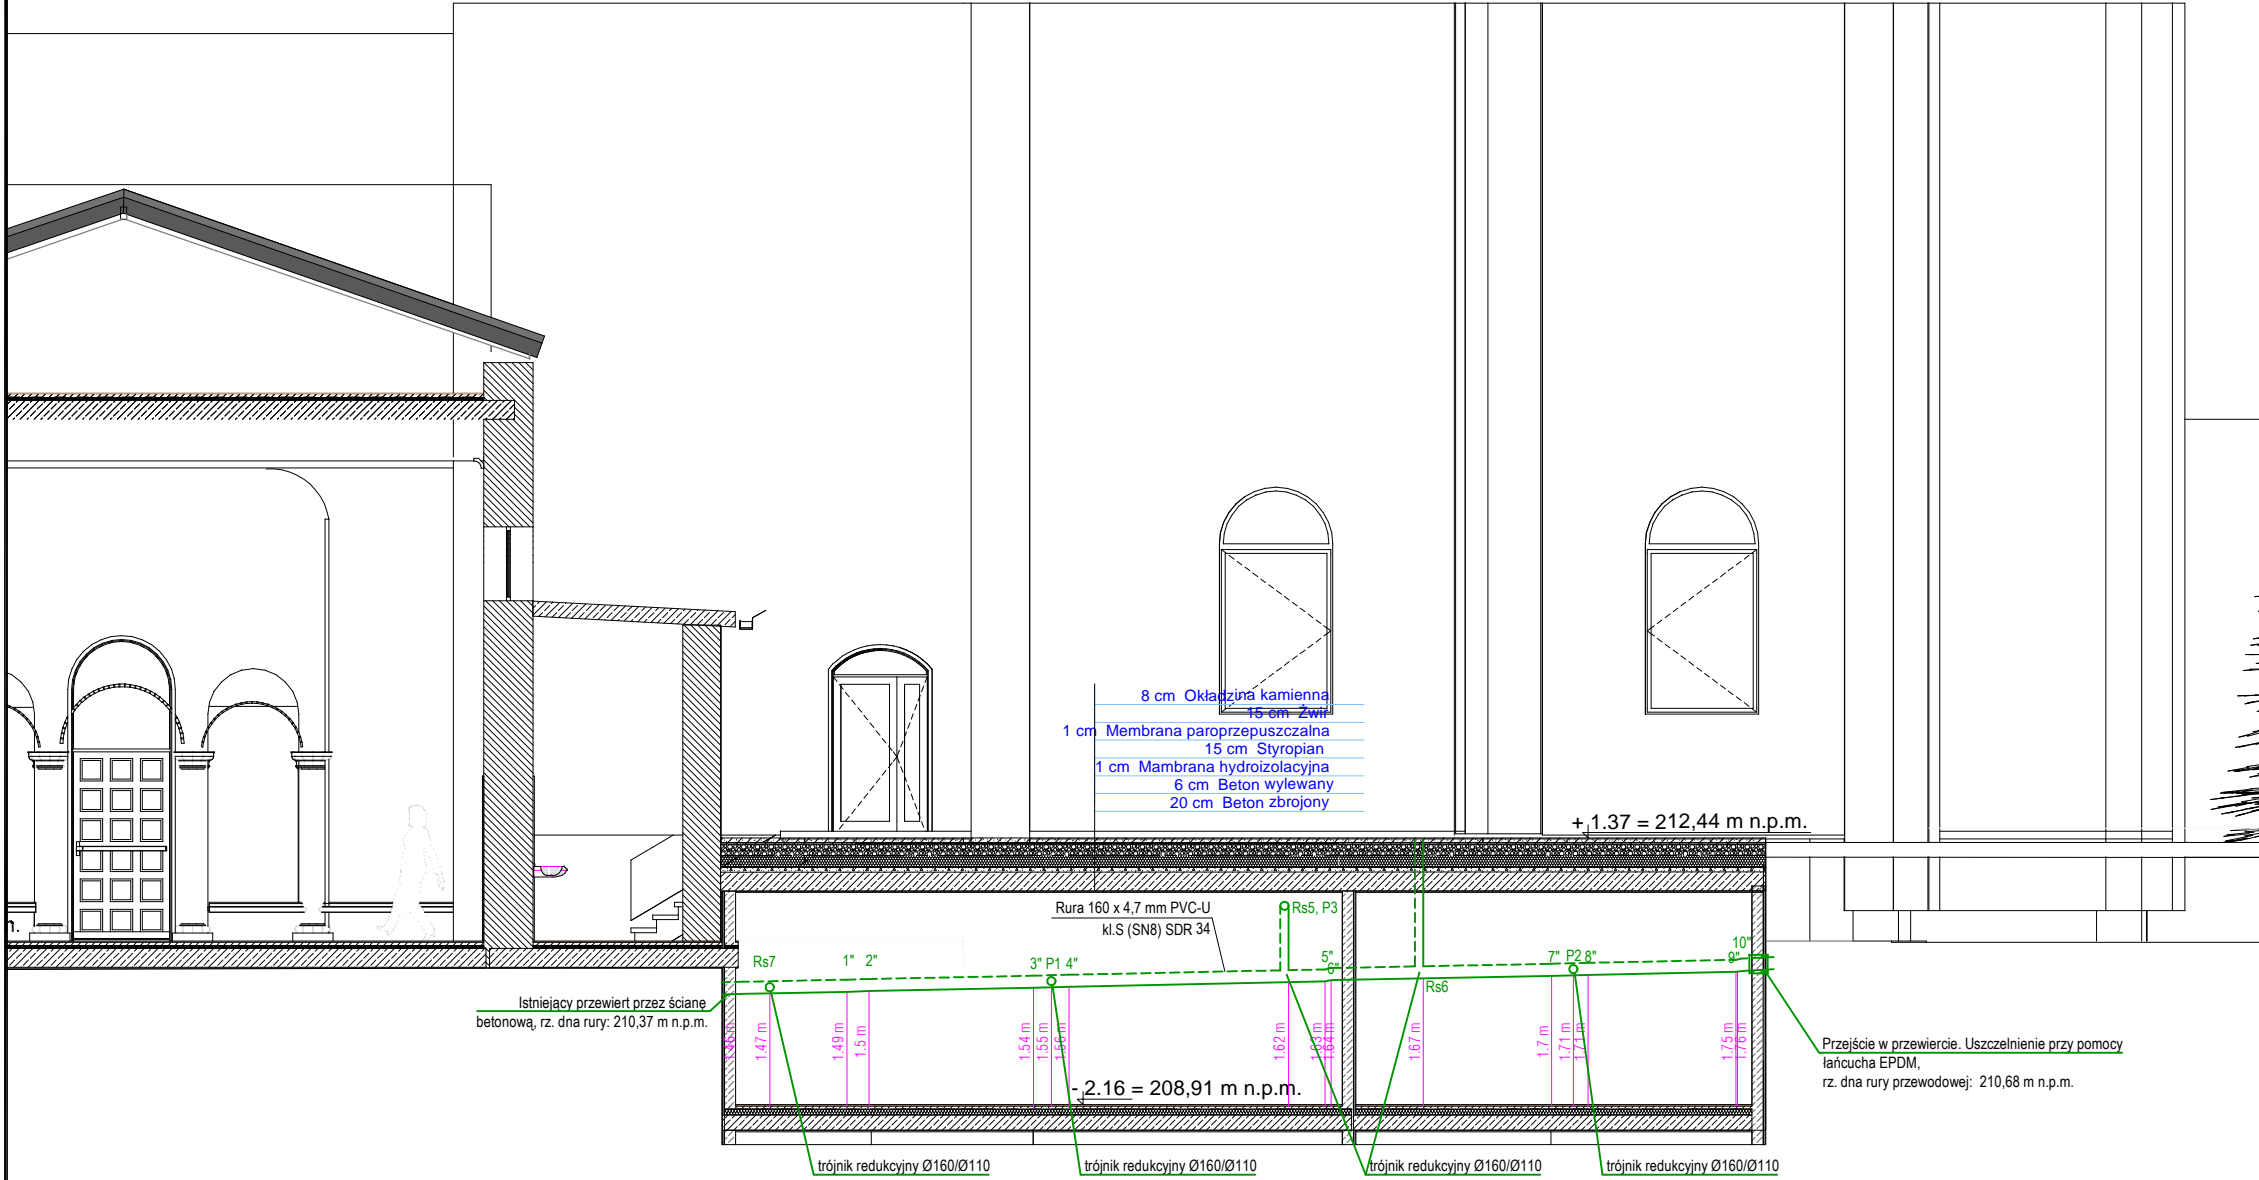 8 cm Okładzina kamienna
15 cm Żwir
1 cm Membrana paroprzepuszczalna
15 cm Styropian
1 cm Mambrana hydroizolacyjna
6 cm Beton wylewany
20 cm Beton zbrojony
+ 1.37 = 212,44 m n.p.m.
Rura 160 x 4,7 mm PVC-U
kl.S (SN8) SDR 34
Rs5, P3
Rs7
1" 2"
3" P1 4"
5"
6"
Rs6
7" P2 8"
10"
9"
Istniejący przewiert przez ścianę
betonową, rz. dna rury: 210,37 m n.p.m.
1.47 m
1.49 m
1.5 m
1.54 m
1.55 m
1.56 m
1.62 m
1.63 m
1.64 m
1.67 m
1.7 m
1.71 m
1.71 m
1.75 m
1.76 m
Przejście w przewiercie. Uszczelnienie przy pomocy
łańcucha EPDM,
rz. dna rury przewodowej: 210,68 m n.p.m.
- 2.16 = 208,91 m n.p.m.
trójnik redukcyjny Ø160/Ø110
trójnik redukcyjny Ø160/Ø110
trójnik redukcyjny Ø160/Ø110
trójnik redukcyjny Ø160/Ø110